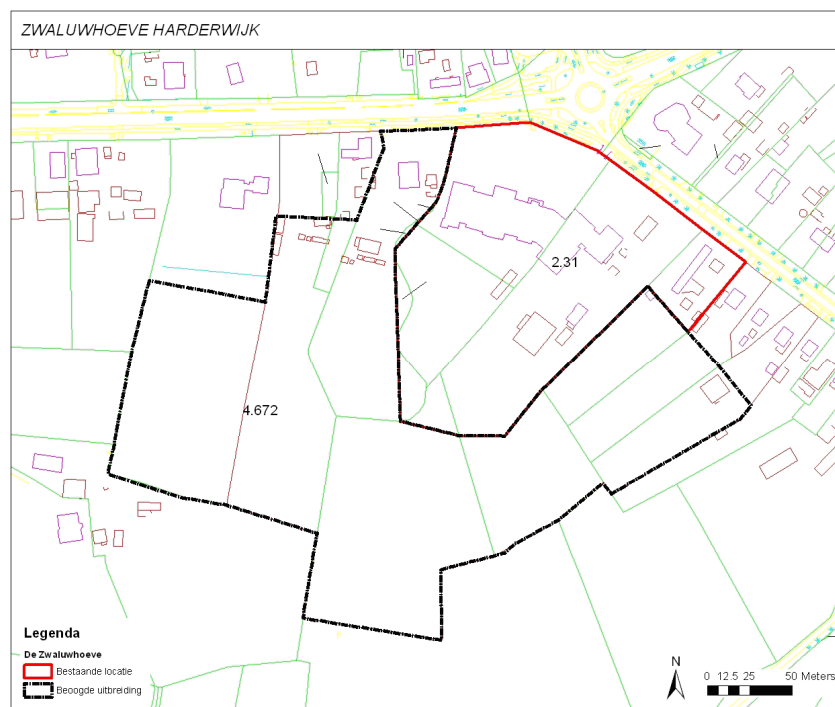 ZWALUWHOEVE HARDERWIJK
2.31
4.672
Legenda
De Zwaluwhoeve
Bestaande locatie
Beoogde uitbreiding
N
0 12.5 25 50 Meters